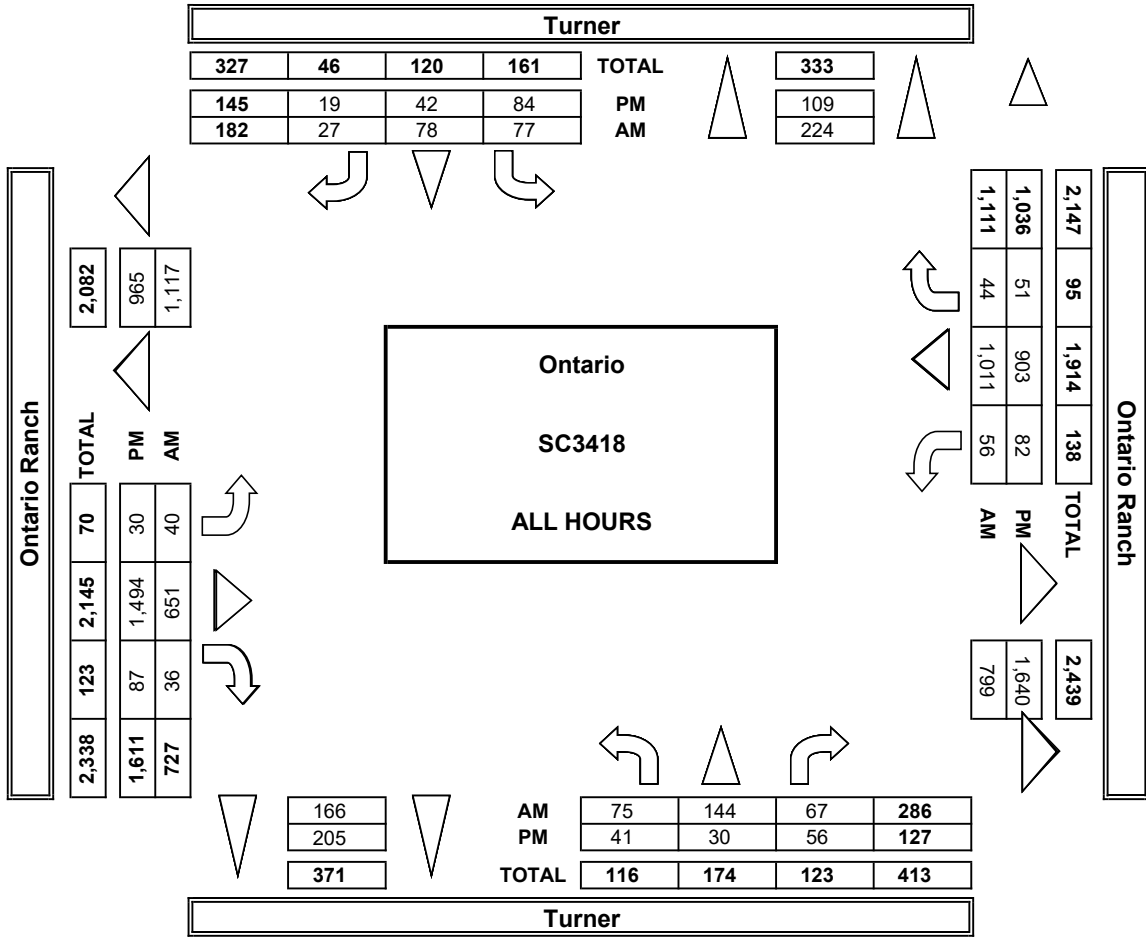 Turner
327 46 120 161 TOTAL 333
145 19 42 84 PM 109
182 27 78 77 AM 224
Ontario Ranch
2,082
965
1,117
TOTAL 70 2,145 123 2,338
PM 30 1,494 87 1,611
AM 40 651 36 727
Ontario
SC3418
ALL HOURS
2,147 95 1,914 138 TOTAL 2,439
1,036 51 903 82 PM 1,640
1,111 44 1,011 56 AM 799
Ontario Ranch
166 AM 75 144 67 286
205 PM 41 30 56 127
371 TOTAL 116 174 123 413
Turner